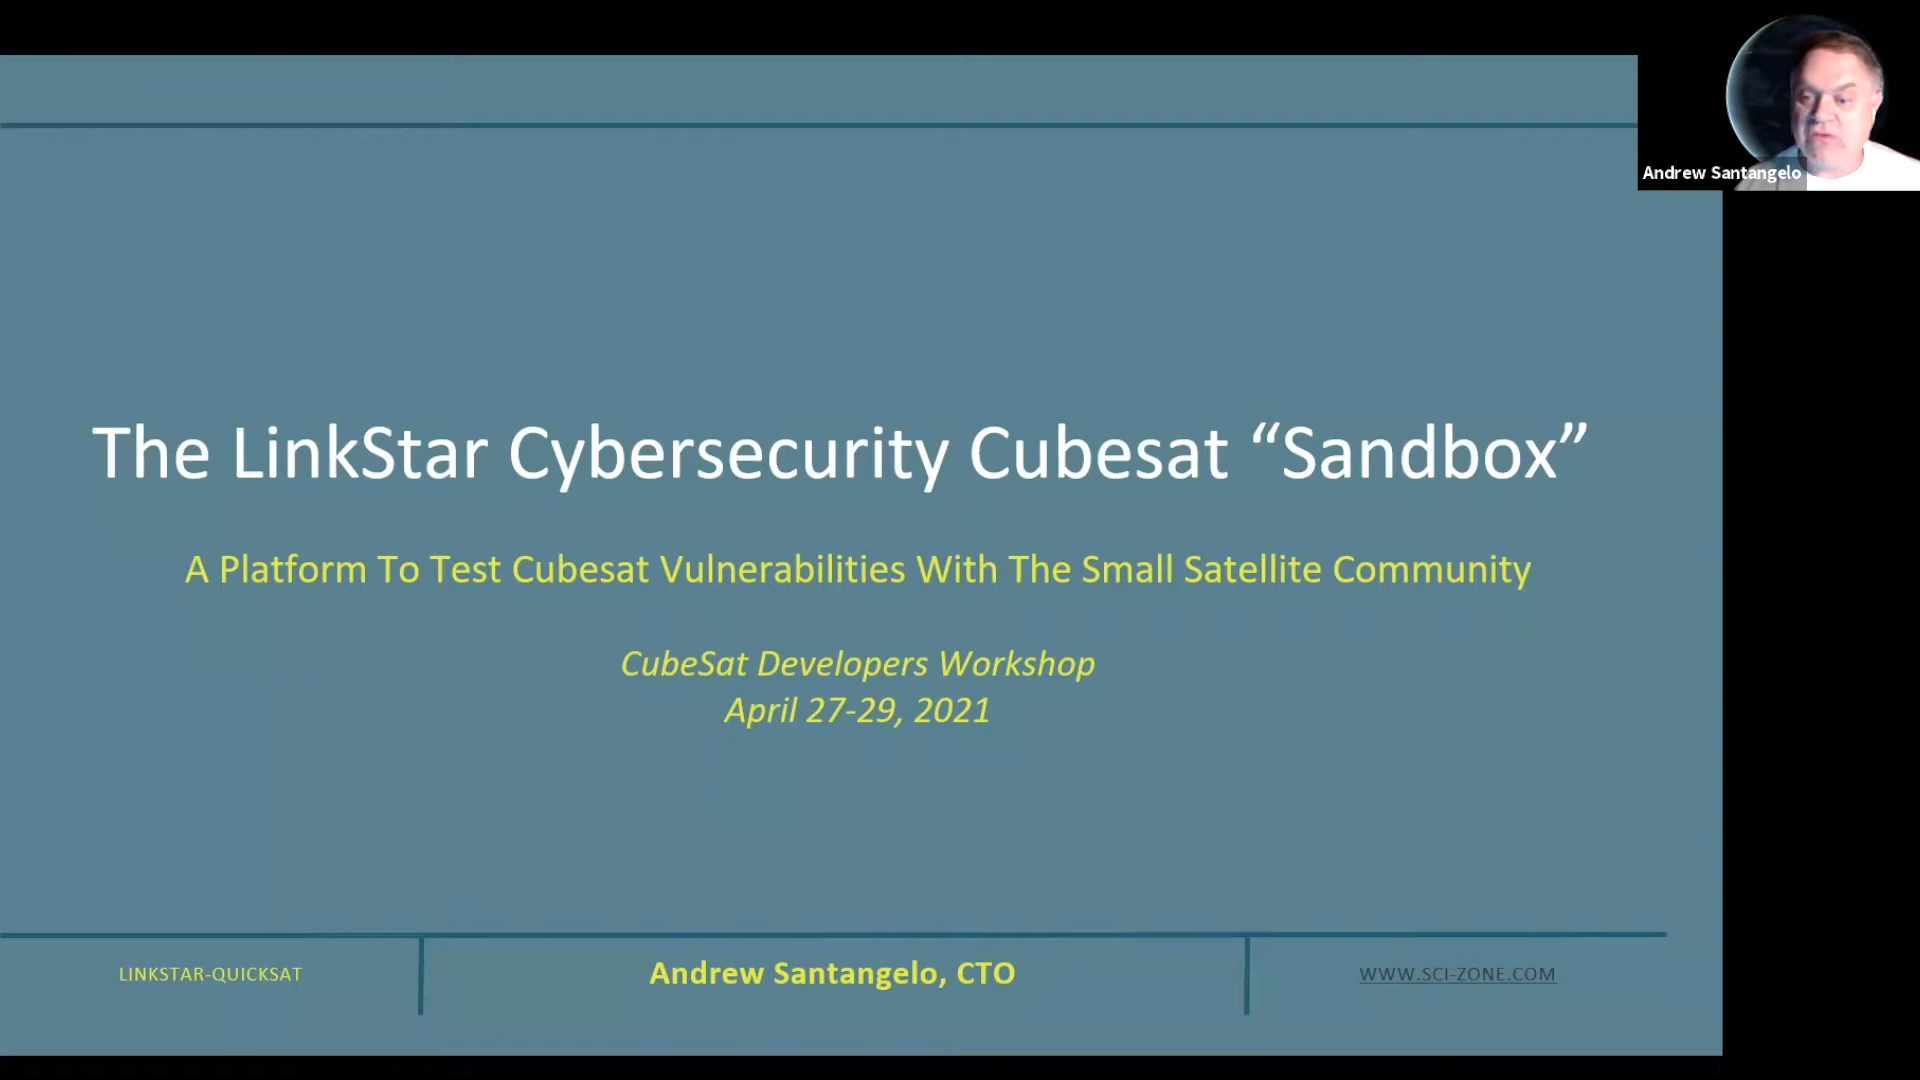 Andrew Santangelo
The LinkStar Cybersecurity Cubesat “Sandbox”
A Platform To Test Cubesat Vulnerabilities With The Small Satellite Community
CubeSat Developers Workshop
April 27-29, 2021
LINKSTAR-QUICKSAT
Andrew Santangelo, CTO
WWW.SCI-ZONE.COM